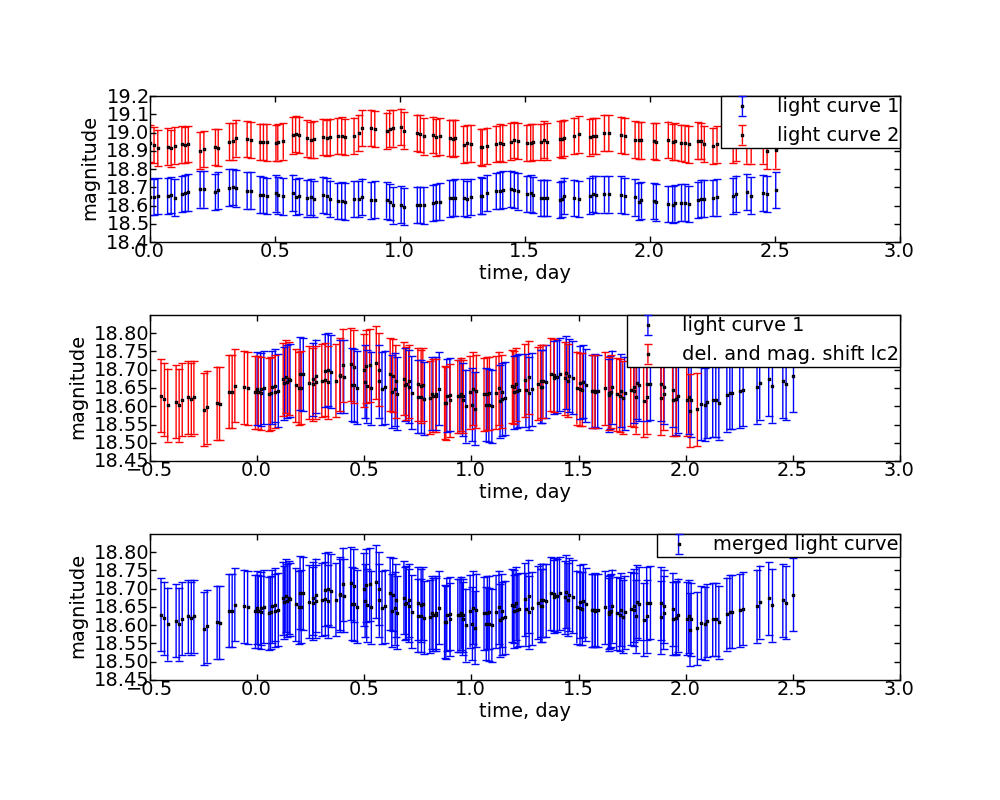 19.2
19.1
19.0
18.9
18.8
18.7
18.6
18.5
18.4
magnitude
light curve 1
light curve 2
0.0 0.5 1.0 1.5 2.0 2.5 3.0
time, day
18.80
18.75
18.70
18.65
18.60
18.55
18.50
18.45
magnitude
light curve 1
del. and mag. shift lc2
−0.5 0.0 0.5 1.0 1.5 2.0 2.5 3.0
time, day
18.80
18.75
18.70
18.65
18.60
18.55
18.50
18.45
magnitude
merged light curve
−0.5 0.0 0.5 1.0 1.5 2.0 2.5 3.0
time, day